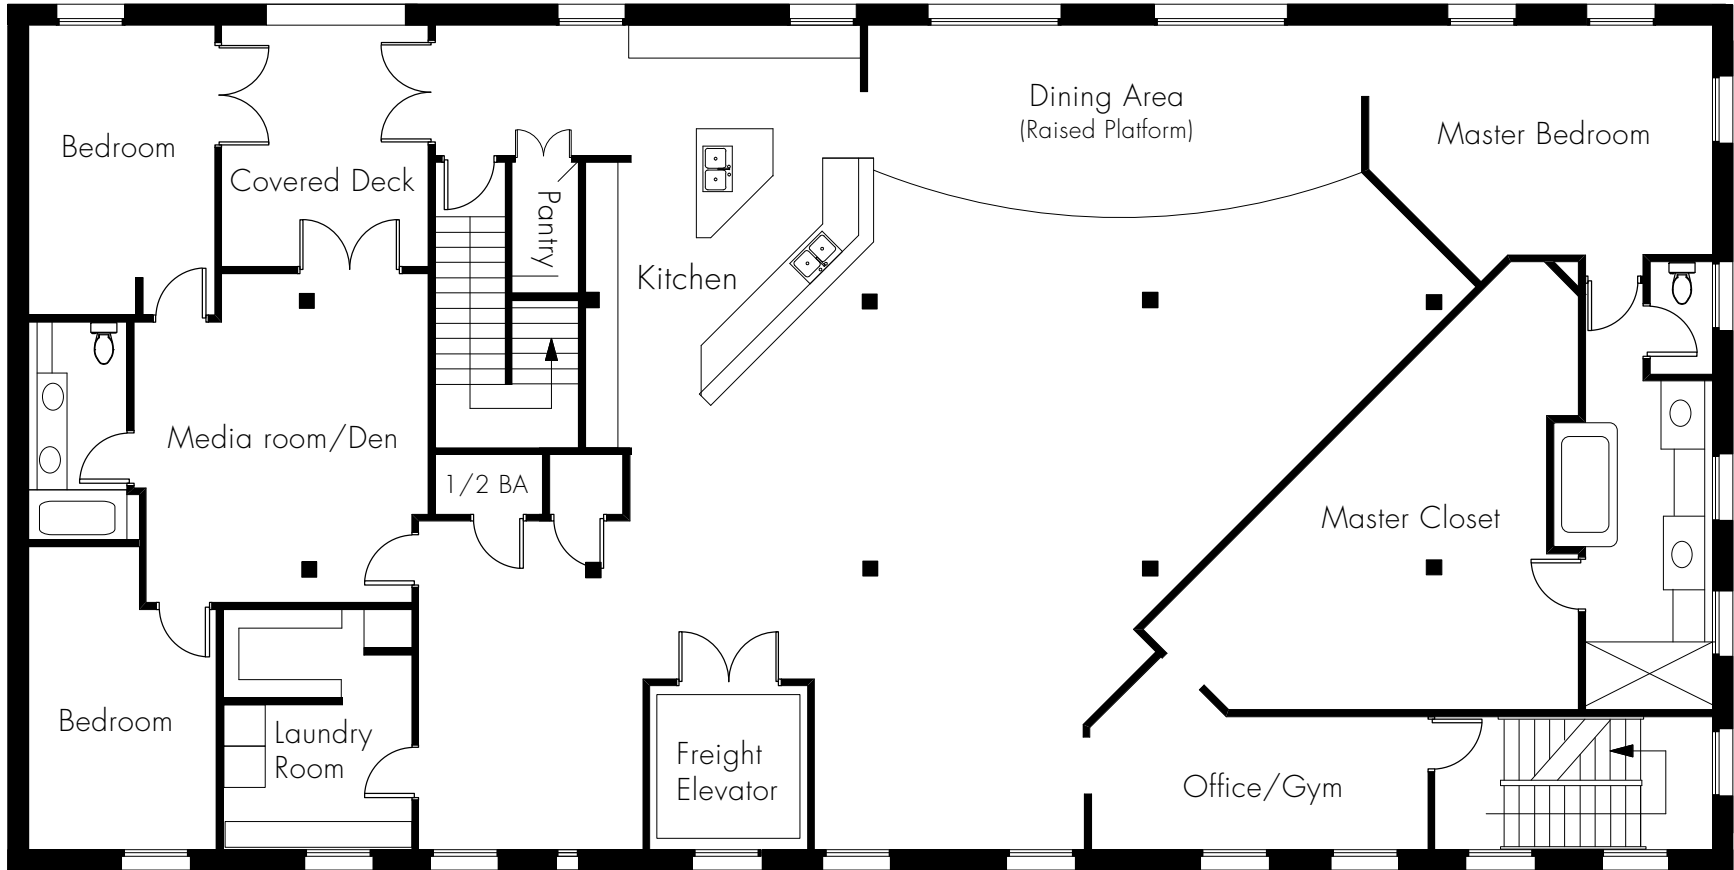 Dining Area
(Raised Platform)
Master Bedroom
Bedroom
Covered Deck
Pantry
Kitchen
Media room/Den
1/2 BA
Master Closet
Bedroom
Laundry
Room
Freight
Elevator
Office/Gym